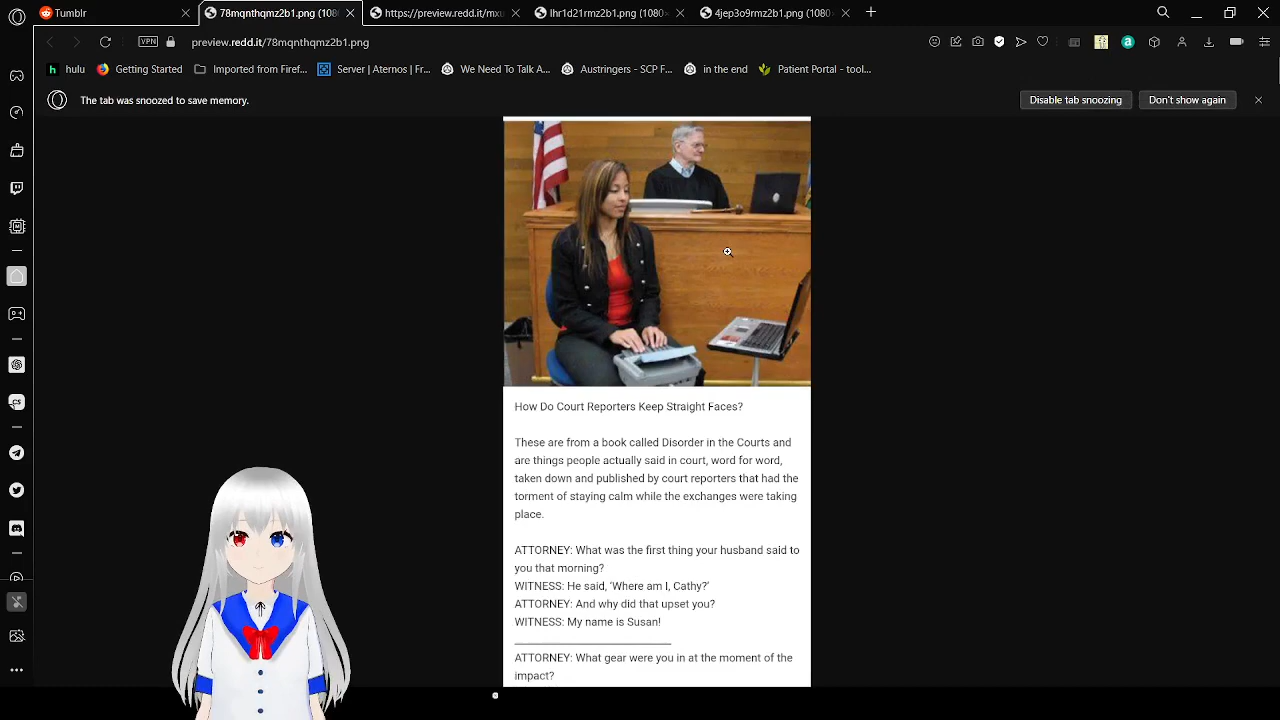 Tumblr
78mqnthqmz2b1.png (108
https://preview.redd.it/mxu
lhr1d21rmz2b1.png (1080×
4jep3o9rmz2b1.png (1080×
VPN
preview.redd.it/78mqnthqmz2b1.png
hulu
Getting Started
Imported from Firef...
Server | Aternos | Fr...
We Need To Talk A...
Austringers - SCP F...
in the end
Patient Portal - tool...
The tab was snoozed to save memory.
Disable tab snoozing
Don't show again
How Do Court Reporters Keep Straight Faces?
These are from a book called Disorder in the Courts and
are things people actually said in court, word for word,
taken down and published by court reporters that had the
torment of staying calm while the exchanges were taking
place.
ATTORNEY: What was the first thing your husband said to
you that morning?
WITNESS: He said, 'Where am I, Cathy?'
ATTORNEY: And why did that upset you?
WITNESS: My name is Susan!
ATTORNEY: What gear were you in at the moment of the
impact?